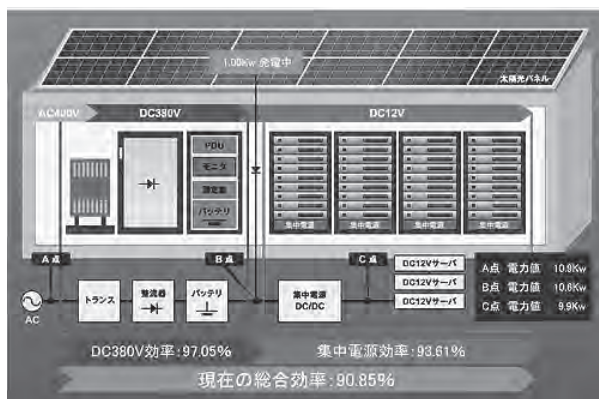 1.00Kw 発電中
太陽光パネル
AC400V
DC380V
DC12V
PDU
モニタ
測定器
バッテリ
集中電源
集中電源
集中電源
集中電源
A点
B点
C点
AC
トランス
整流器
バッテリ
集中電源
DC/DC
DC12Vサーバ
DC12Vサーバ
DC12Vサーバ
A点 電力値 10.9Kw
B点 電力値 10.6Kw
C点 電力値 9.9Kw
DC380V効率:97.05%
集中電源効率:93.61%
現在の総合効率:90.85%